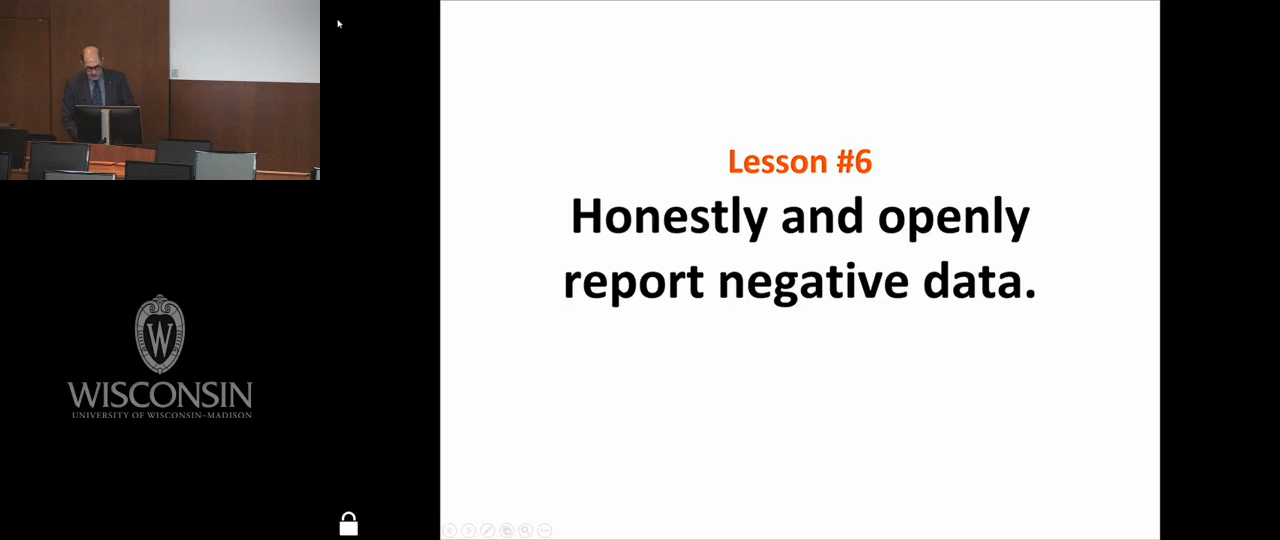 Lesson #6
Honestly and openly
report negative data.
W
WISCONSIN
UNIVERSITY OF WISCONSIN–MADISON